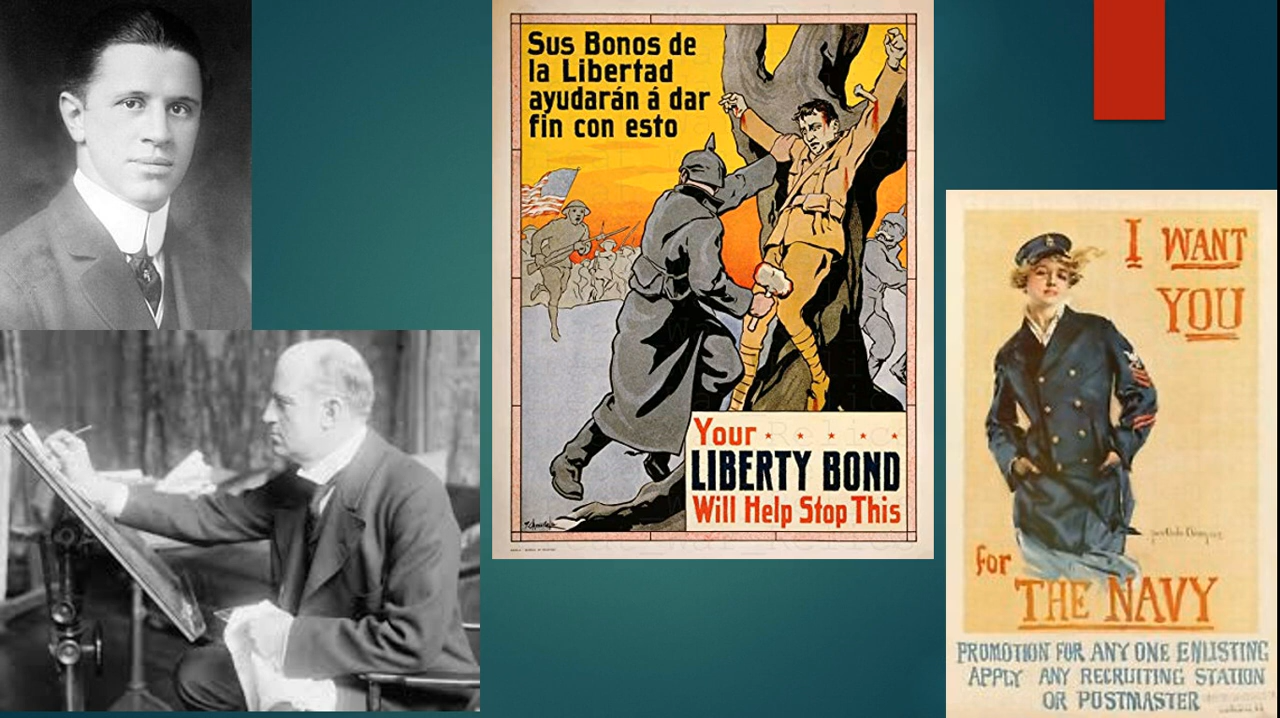 Sus Bonos de
la Libertad
ayudarán á dar
fin con esto
Your
LIBERTY BOND
Will Help Stop This
I WANT
YOU
for
THE NAVY
PROMOTION FOR ANY ONE ENLISTING
APPLY ANY RECRUITING STATION
OR POSTMASTER